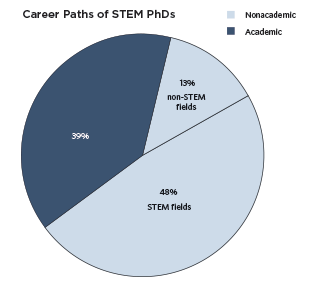 Career Paths of STEM PhDs
Nonacademic
Academic
13%
non-STEM
fields
39%
48%
STEM fields